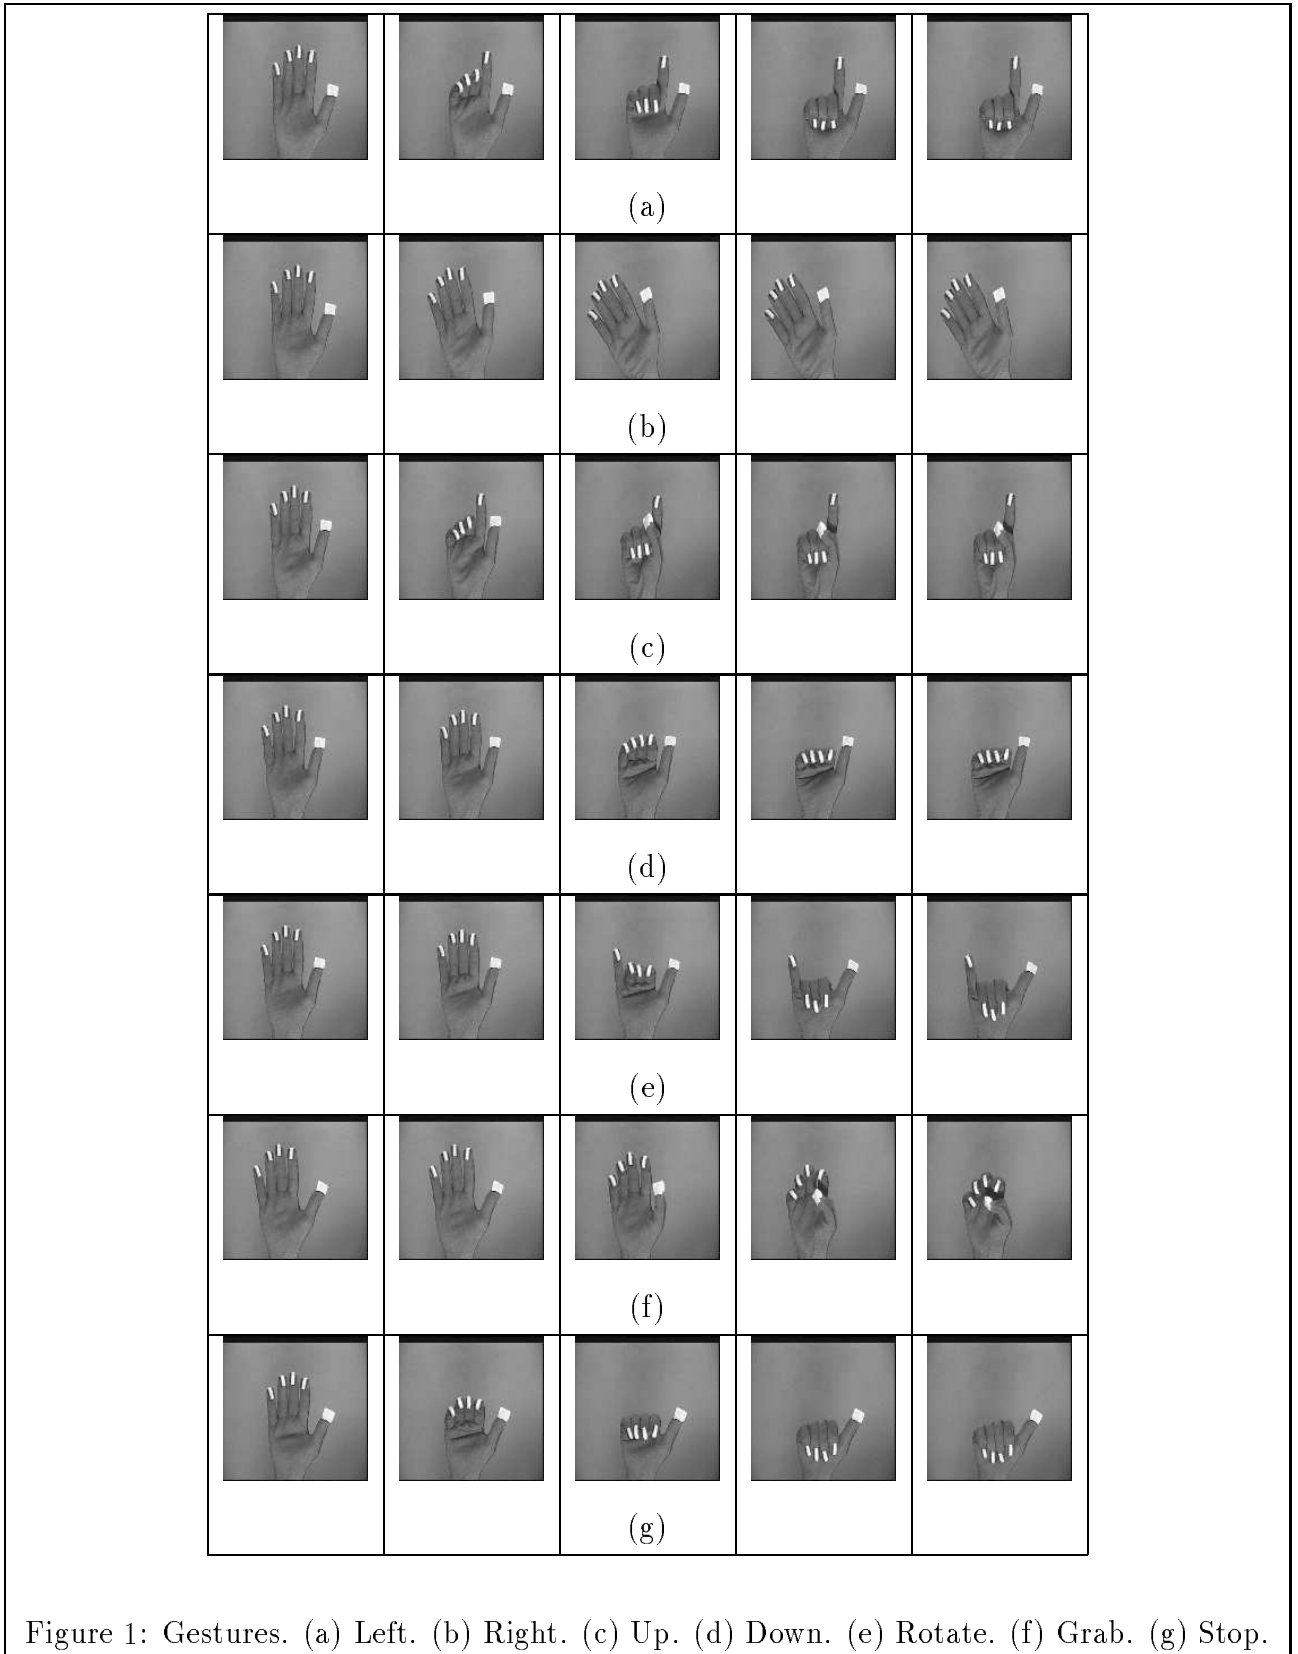 (a)
(b)
(c)
(d)
(e)
(f)
(g)
Figure 1: Gestures. (a) Left. (b) Right. (c) Up. (d) Down. (e) Rotate. (f) Grab. (g) Stop.